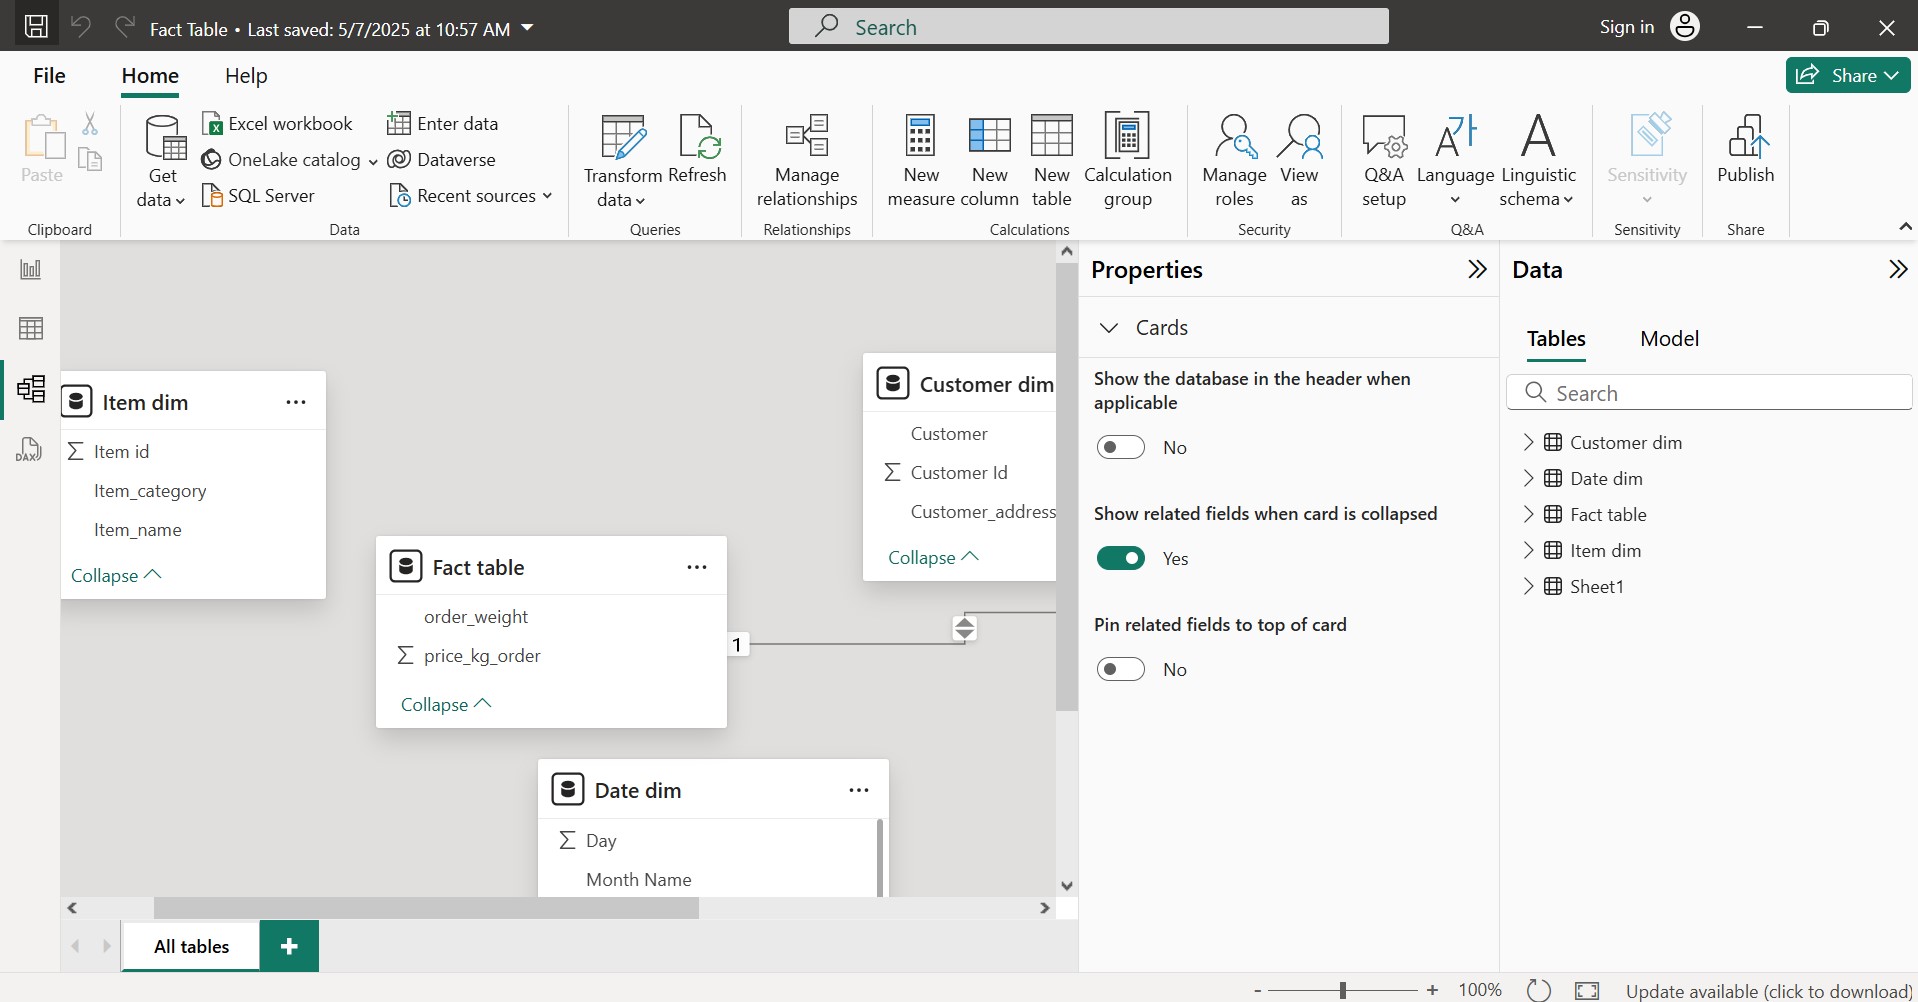 Fact Table • Last saved: 5/7/2025 at 10:57 AM
Search
Sign in
File
Home
Help
Share
Paste
Clipboard
Get data
Excel workbook
OneLake catalog
SQL Server
Enter data
Dataverse
Recent sources
Data
Transform data
Refresh
Queries
Manage relationships
Relationships
New measure
New column
New table
Calculation group
Calculations
Manage roles
View as
Security
Q&A setup
Language
Linguistic schema
Q&A
Sensitivity
Sensitivity
Publish
Share
DAX
Item dim
Item id
Item_category
Item_name
Collapse
Fact table
order_weight
price_kg_order
Collapse
1
Customer dim
Customer
Customer Id
Customer_address
Collapse
Date dim
Day
Month Name
All tables
Properties
Cards
Show the database in the header when
applicable
No
Show related fields when card is collapsed
Yes
Pin related fields to top of card
No
Data
Tables
Model
Search
Customer dim
Date dim
Fact table
Item dim
Sheet1
100%
Update available (click to download)